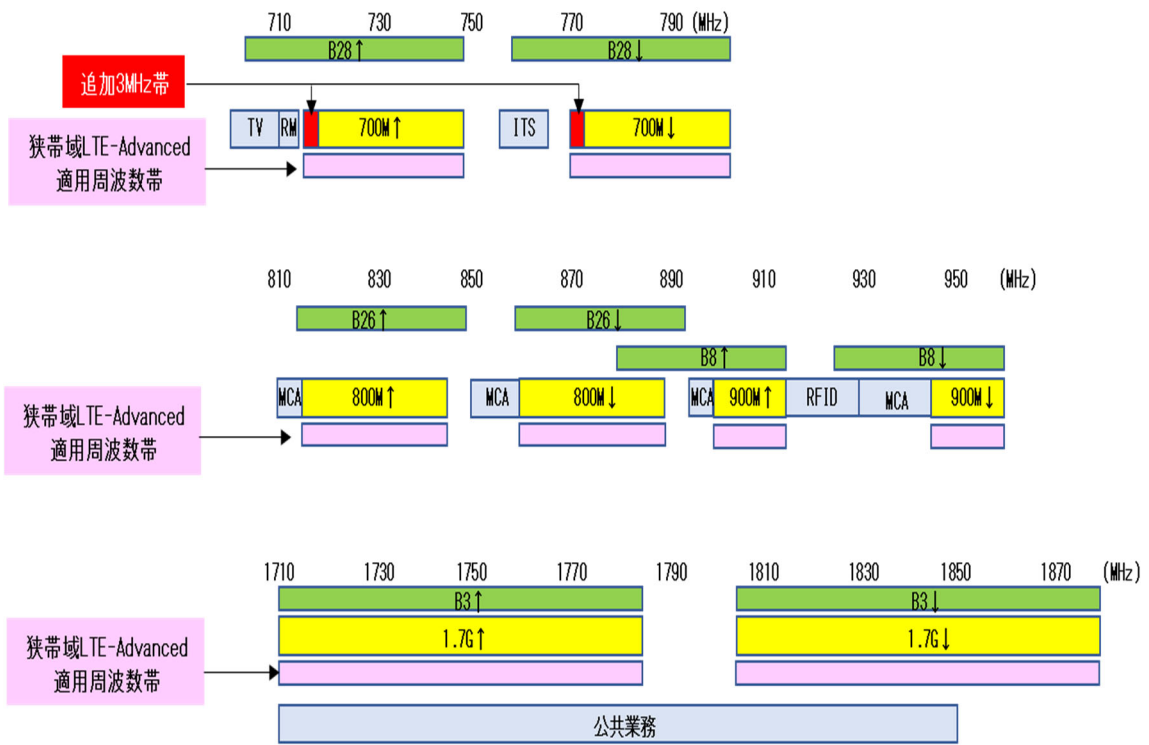 710 730 750 770 790 (MHz)
B28↑ B28↓
追加3MHz帯
TV RM 700M↑ ITS 700M↓
狭帯域LTE-Advanced
適用周波数帯
810 830 850 870 890 910 930 950 (MHz)
B26↑ B26↓
B8↑ B8↓
MCA 800M↑ MCA 800M↓ MCA 900M↑ RFID MCA 900M↓
狭帯域LTE-Advanced
適用周波数帯
1710 1730 1750 1770 1790 1810 1830 1850 1870 (MHz)
B3↑ B3↓
1.7G↑ 1.7G↓
狭帯域LTE-Advanced
適用周波数帯
公共業務